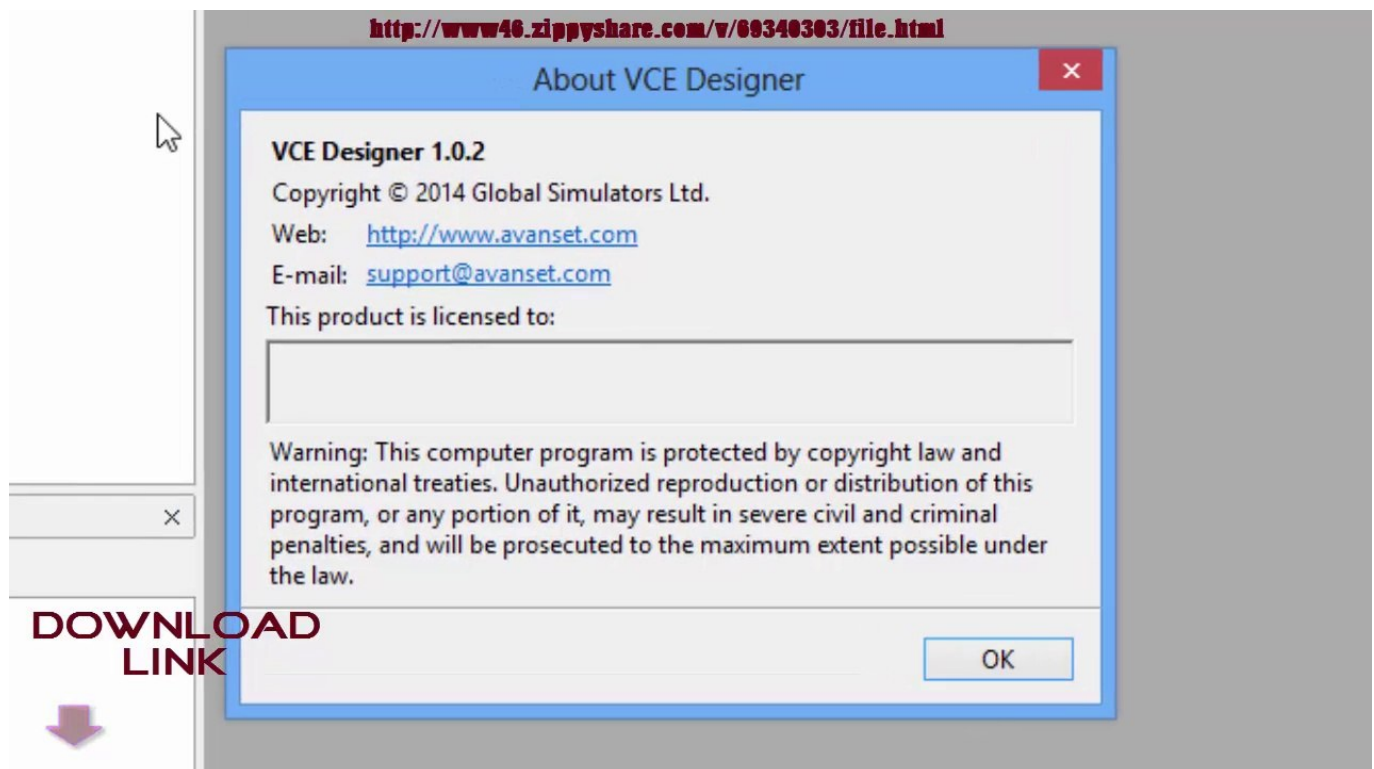 http://www46.zippyshare.com/v/69340303/file.html
About VCE Designer
VCE Designer 1.0.2
Copyright © 2014 Global Simulators Ltd.
Web: http://www.avanset.com
E-mail: support@avanset.com
This product is licensed to:
Warning: This computer program is protected by copyright law and
international treaties. Unauthorized reproduction or distribution of this
program, or any portion of it, may result in severe civil and criminal
penalties, and will be prosecuted to the maximum extent possible under
the law.
DOWNLOAD
LINK
OK